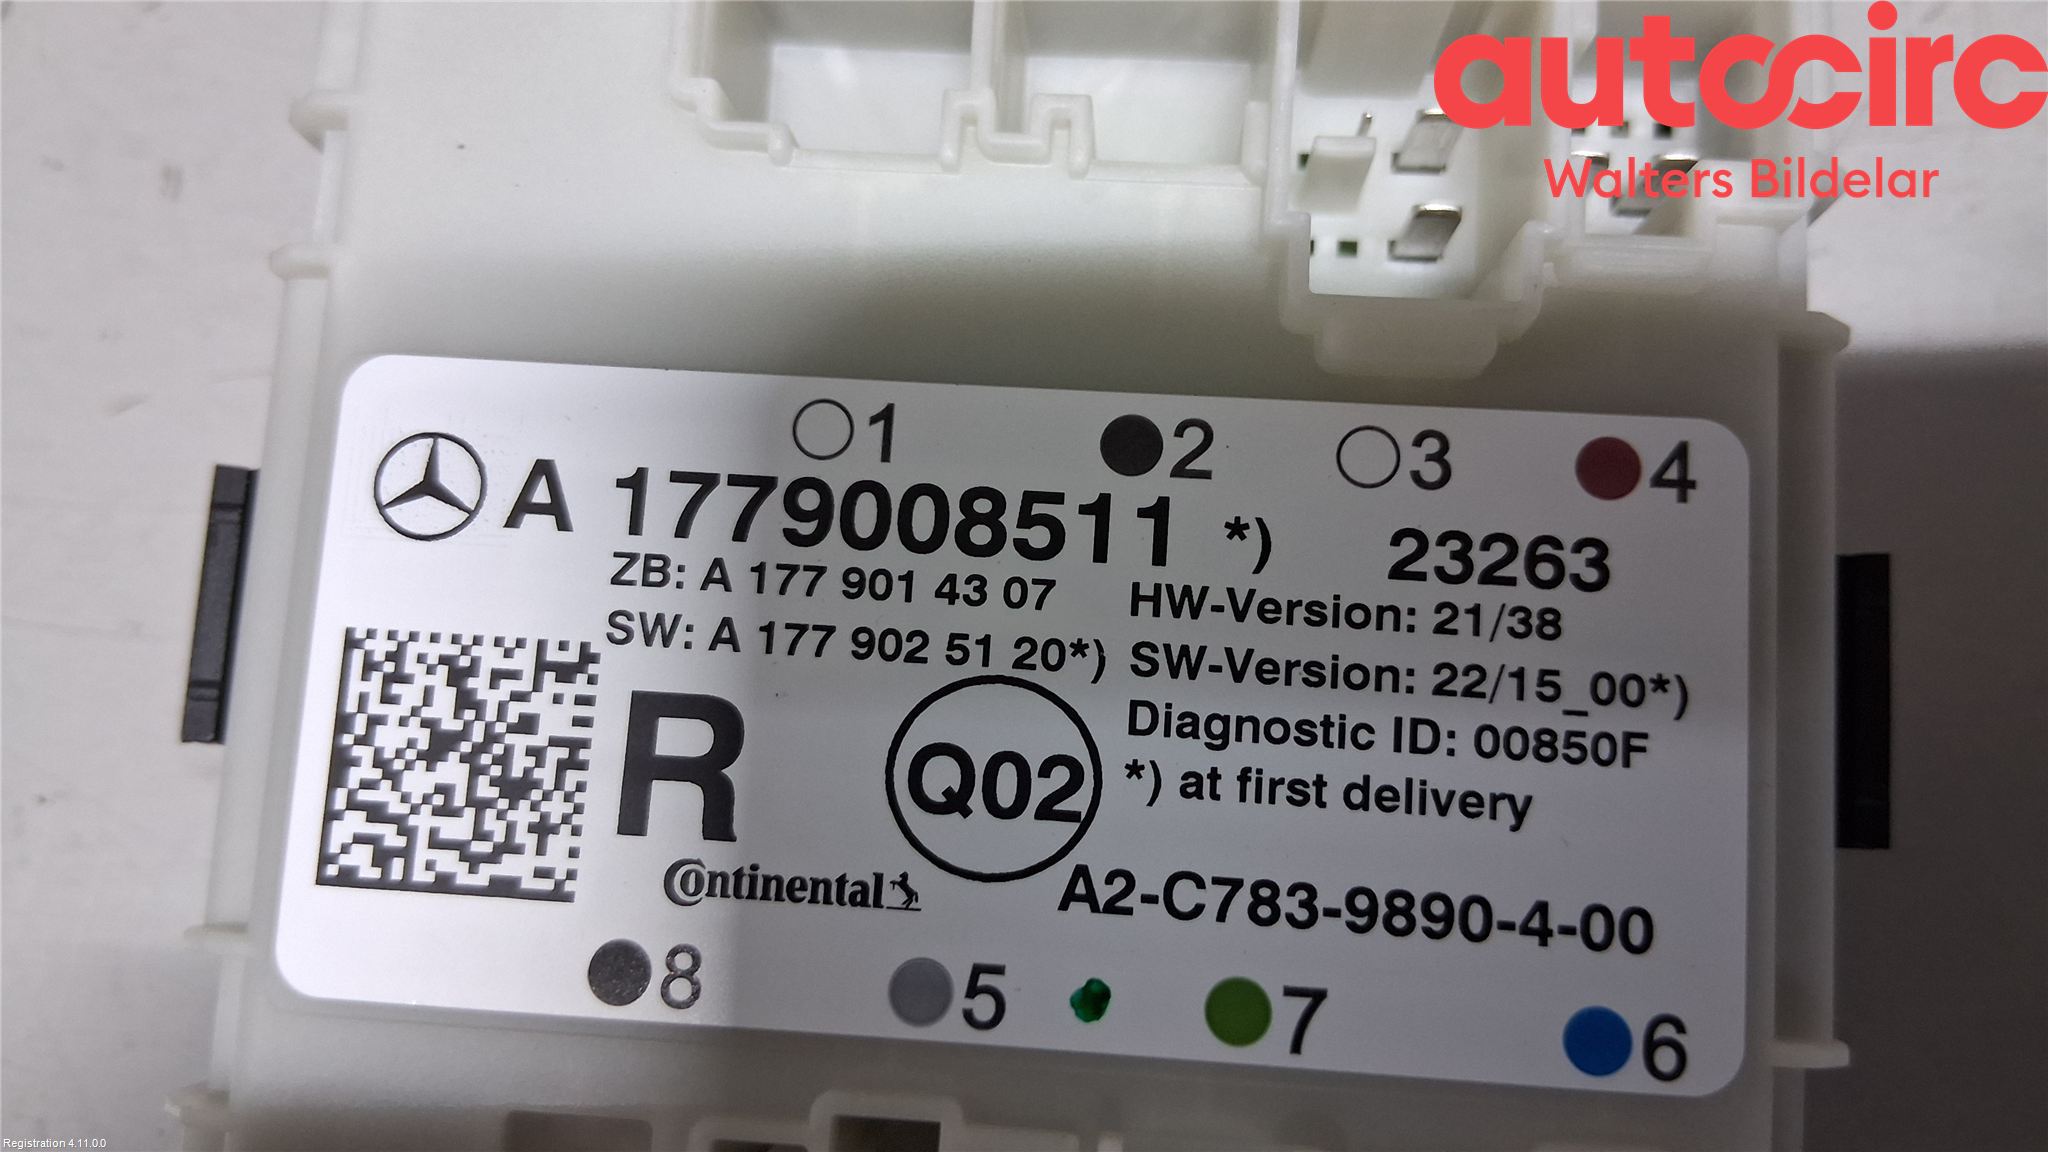 autocirc
Walters Bildelar
1 2 3 4
A 1779008511 *) 23263
ZB: A 177 901 43 07
HW-Version: 21/38
SW: A 177 902 51 20*)
SW-Version: 22/15_00*)
Diagnostic ID: 00850F
*) at first delivery
R
Q02
Continental
A2-C783-9890-4-00
8 5 7 6
Registration 4.11.0.0